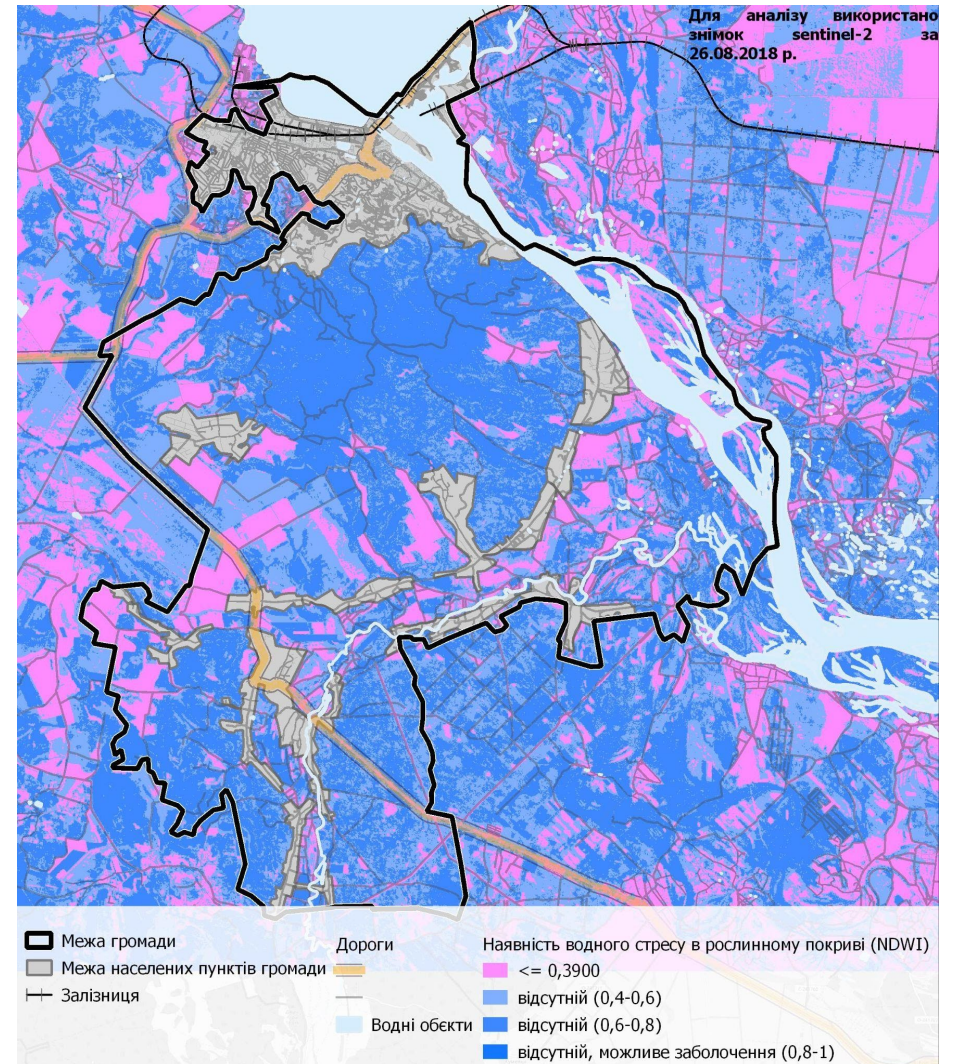 Для аналізу використано
знімок sentinel-2 за
26.08.2018 р.
Межа громади
Межа населених пунктів громади
Залізниця
Дороги
Водні обєкти
Наявність водного стресу в рослинному покриві (NDWI)
<= 0,3900
відсутній (0,4-0,6)
відсутній (0,6-0,8)
відсутній, можливе заболочення (0,8-1)